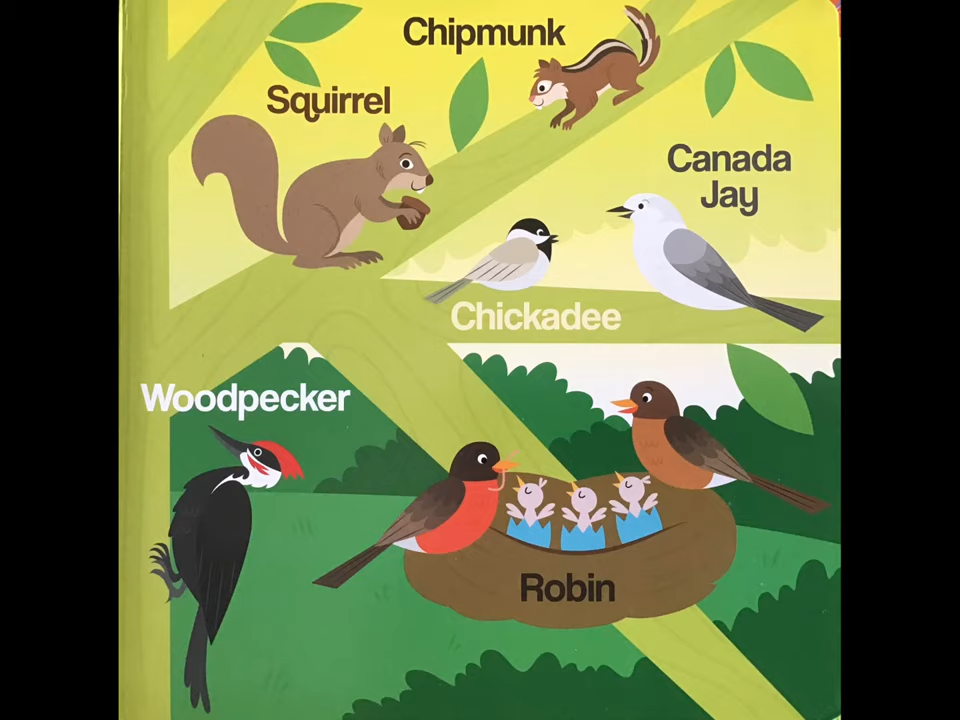 Chipmunk
Squirrel
Canada
Jay
Chickadee
Woodpecker
Robin